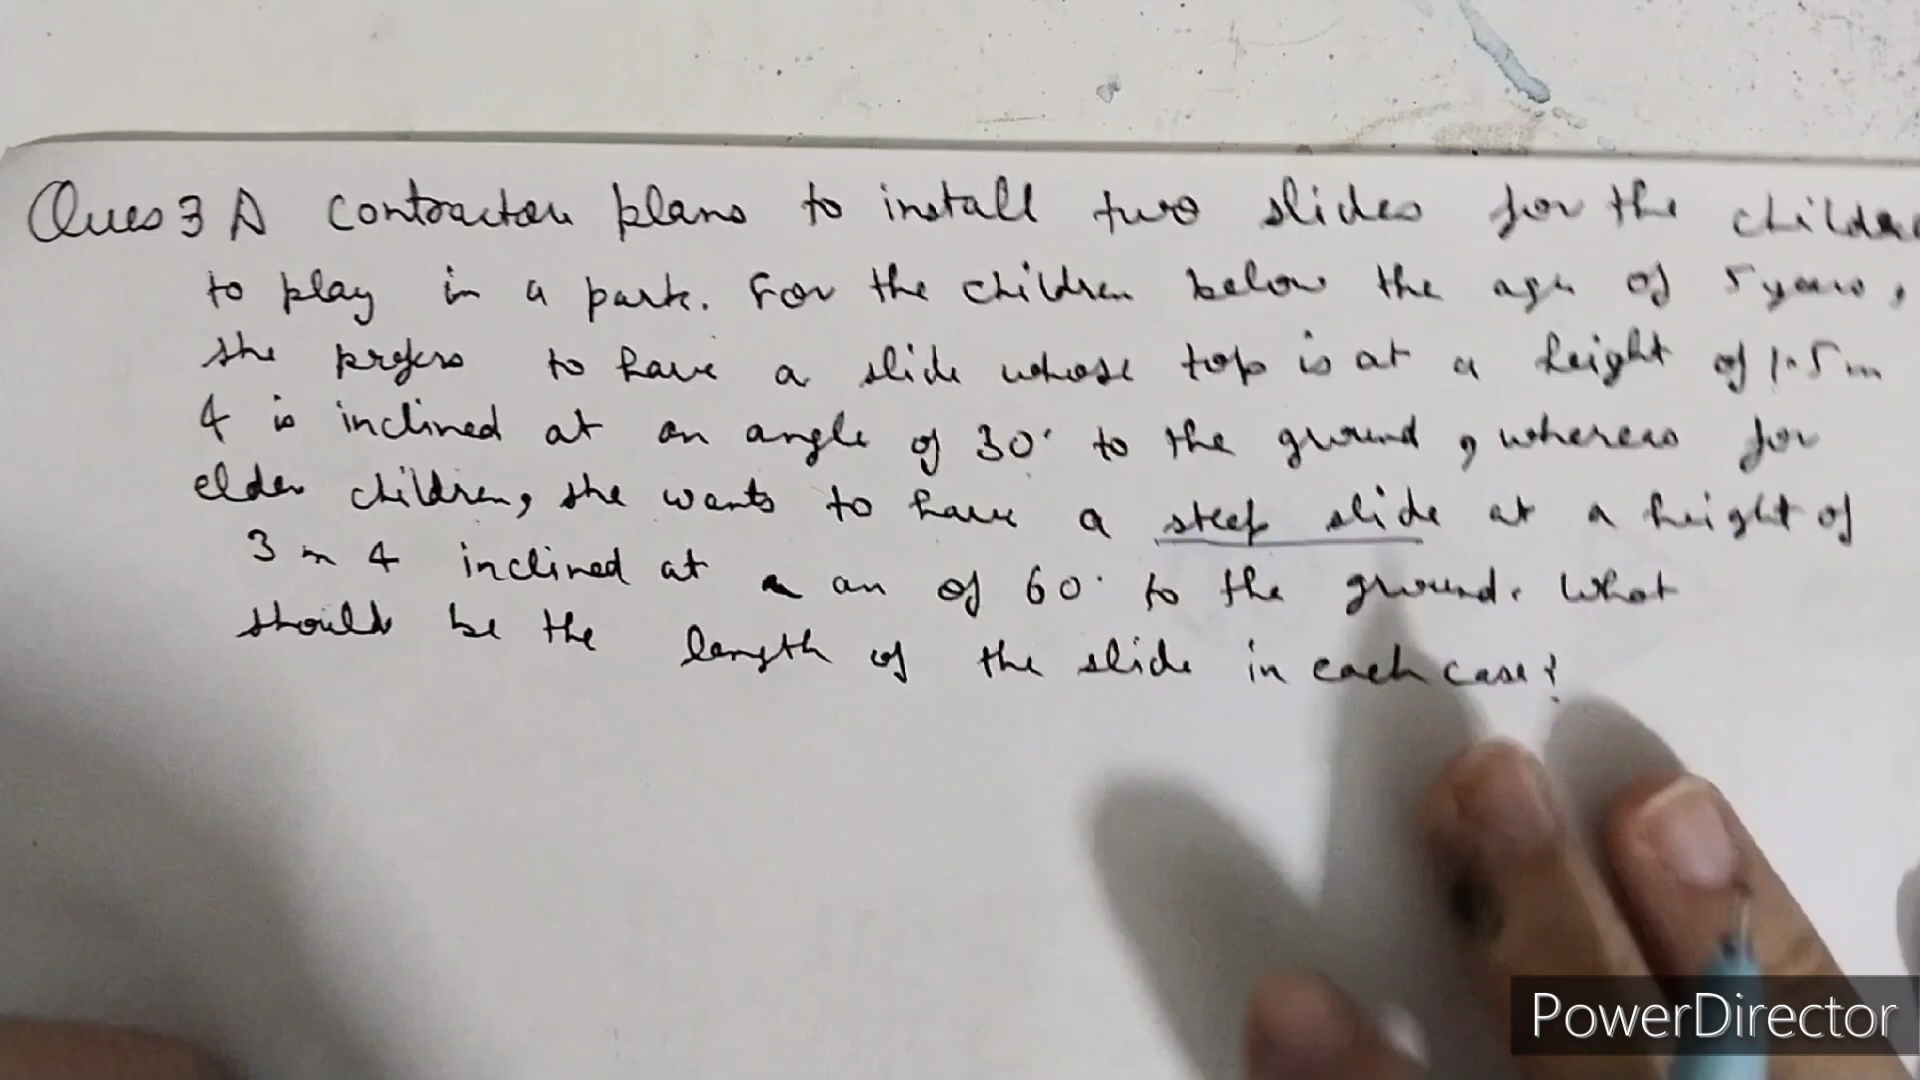 Ques 3 A contractor plans to install two slides for the children
to play in a park. For the children below the age of 5 years,
she prefers to have a slide whose top is at a height of 1.5 m
& is inclined at an angle of 30° to the ground, whereas for
elder children, she wants to have a steep slide at a height of
3 m & inclined at an of 60° to the ground. What
should be the length of the slide in each case?
PowerDirector